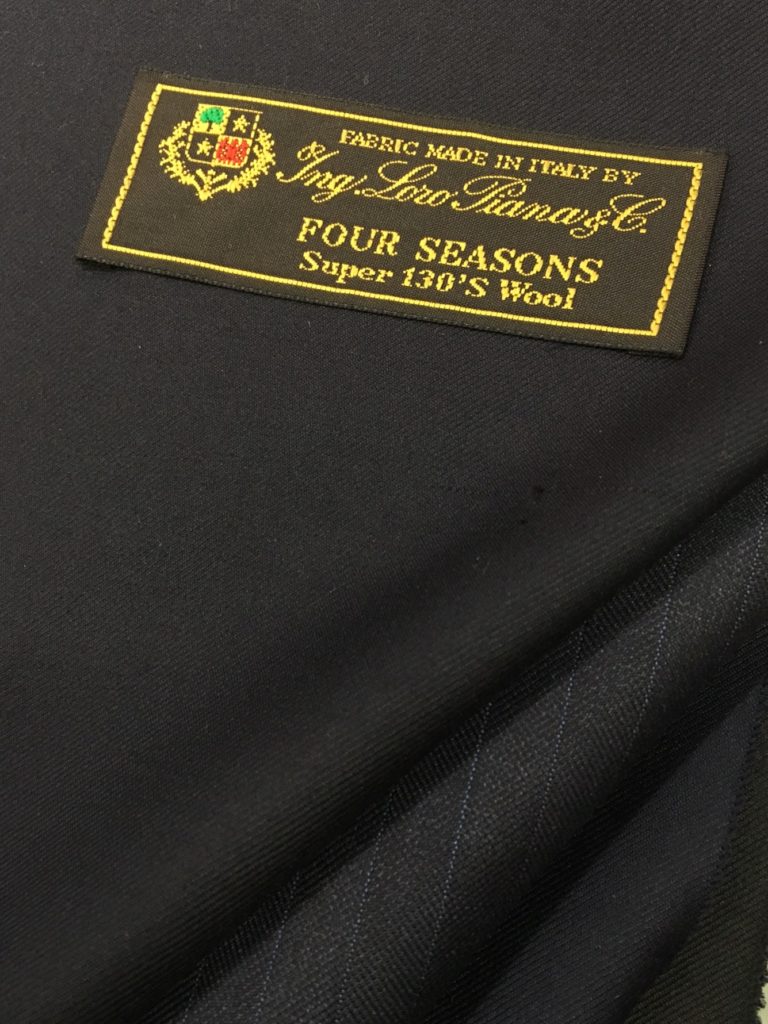 FABRIC MADE IN ITALY BY
Ing. Loro Piana & C.
FOUR SEASONS
Super 130'S Wool